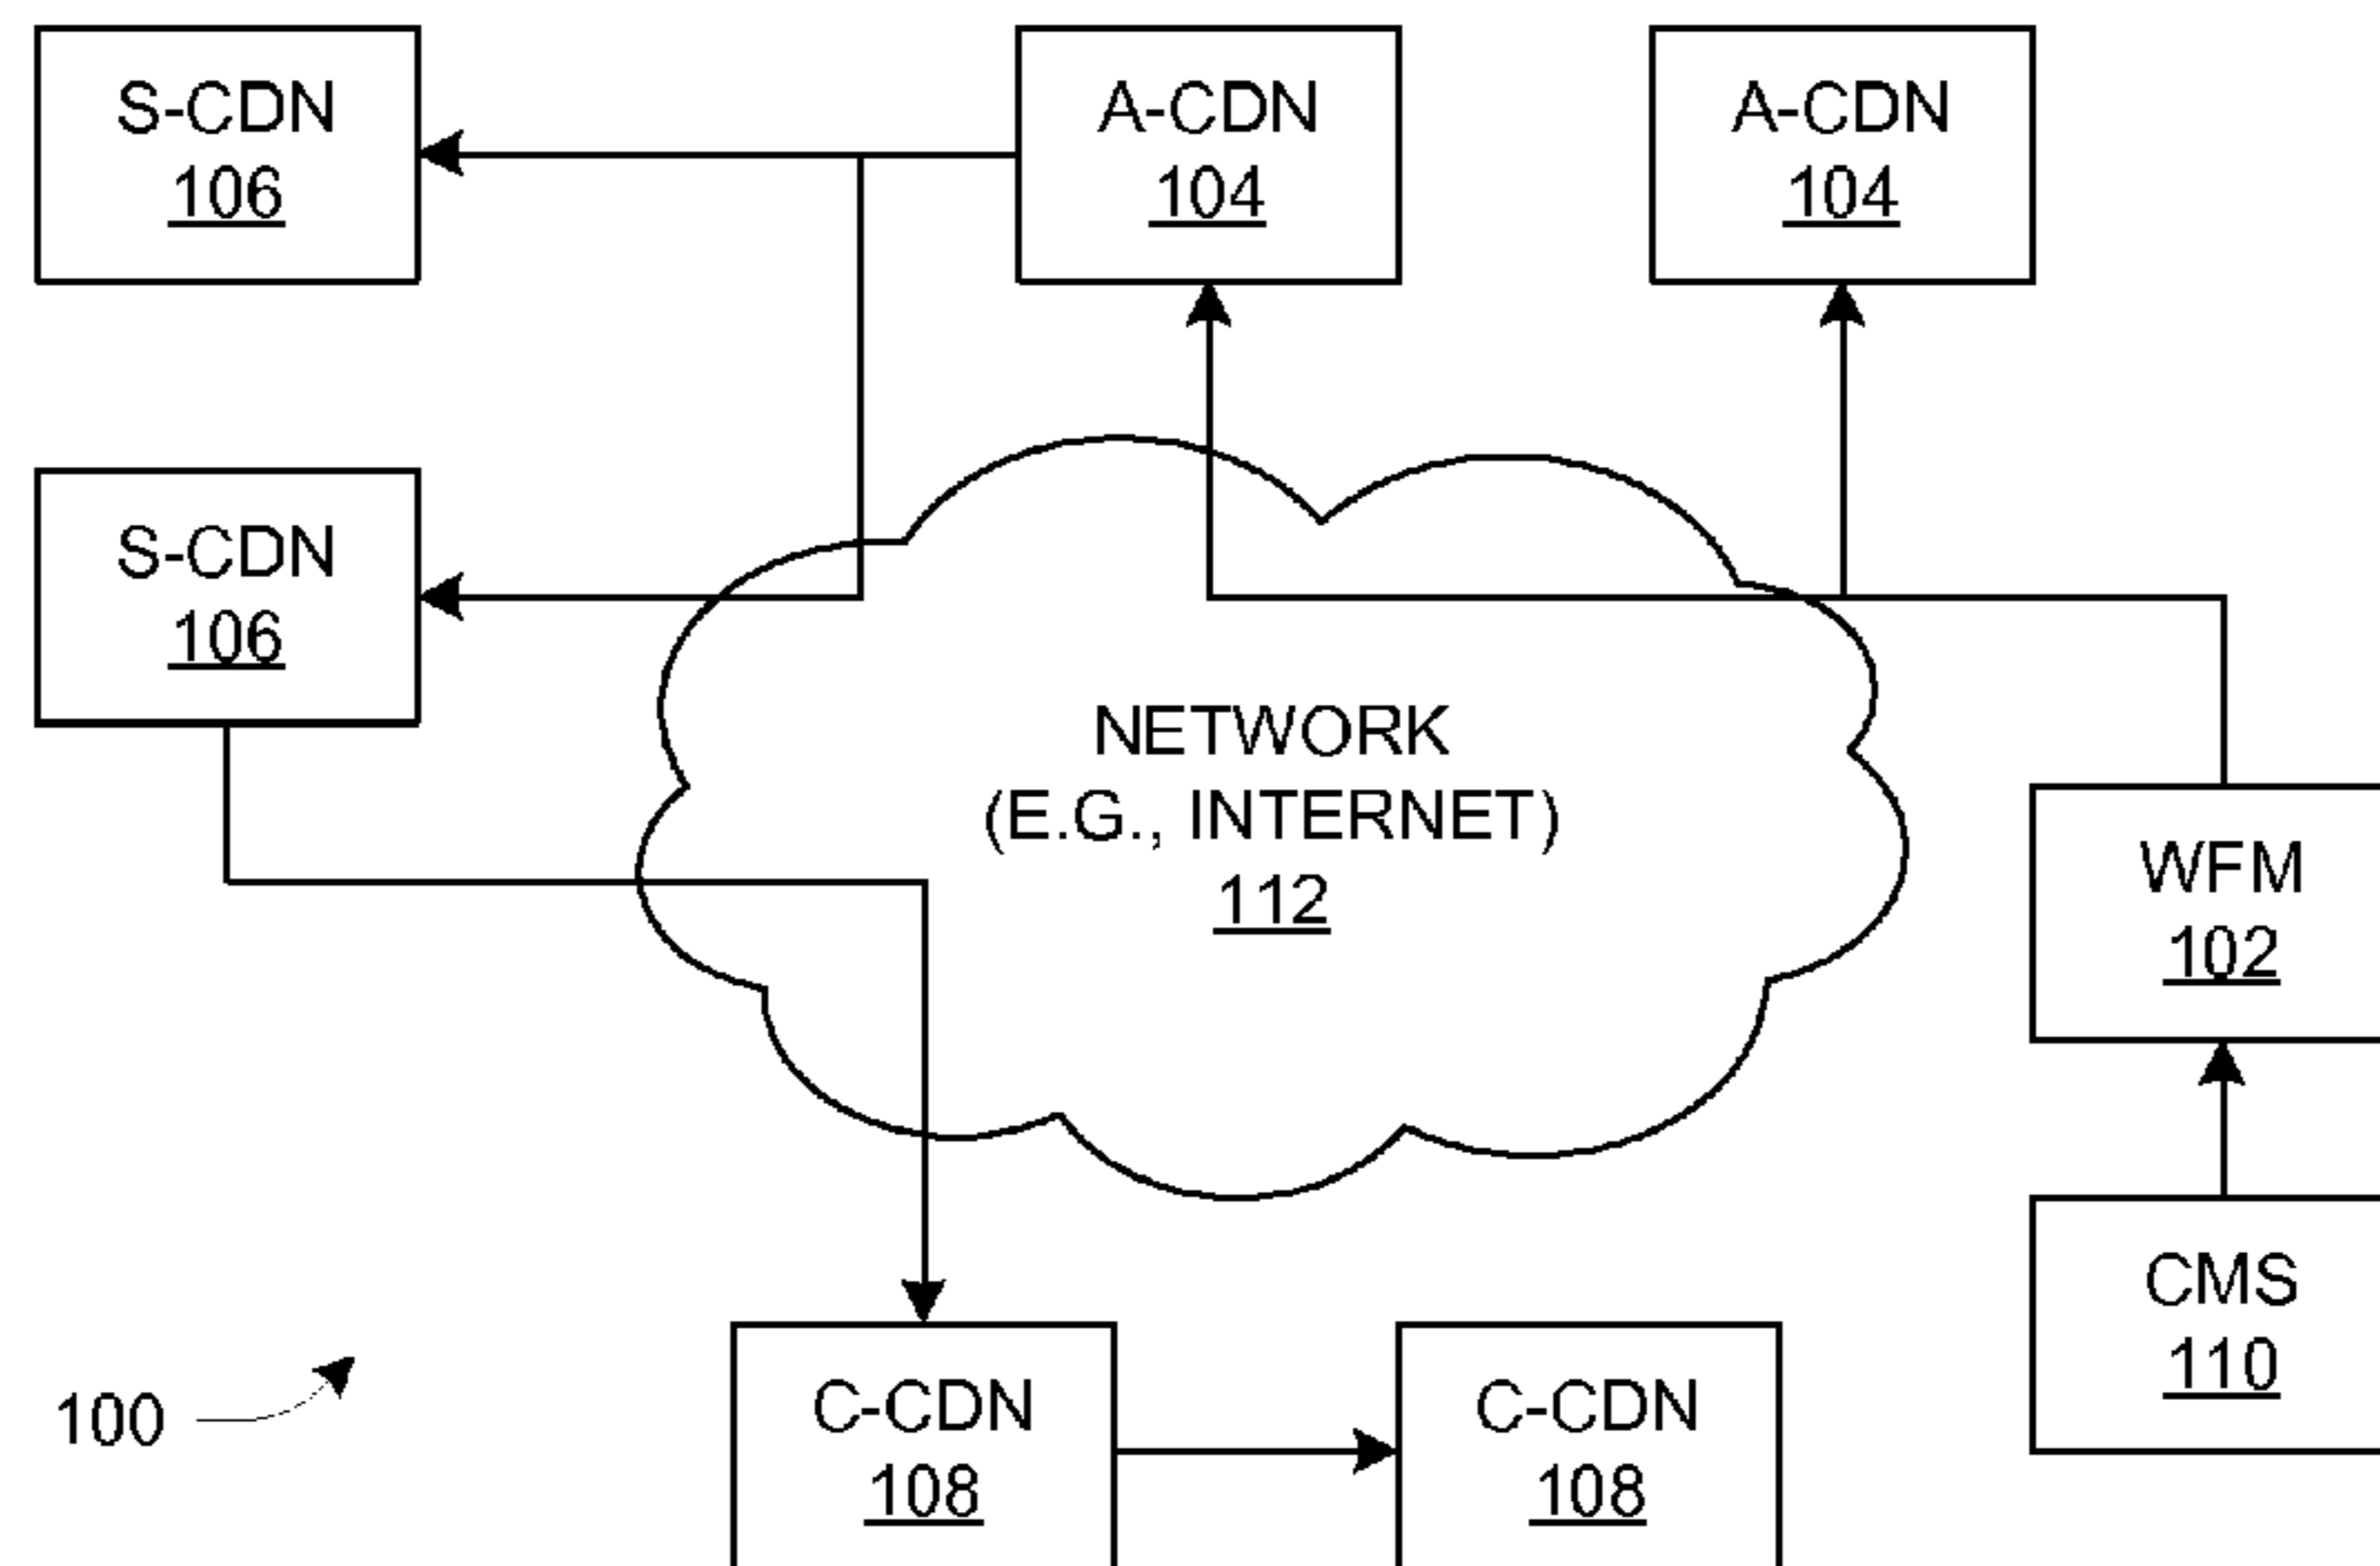 S-CDN
106
A-CDN
104
A-CDN
104
S-CDN
106
NETWORK
(E.G., INTERNET)
112
WFM
102
CMS
110
100
C-CDN
108
C-CDN
108